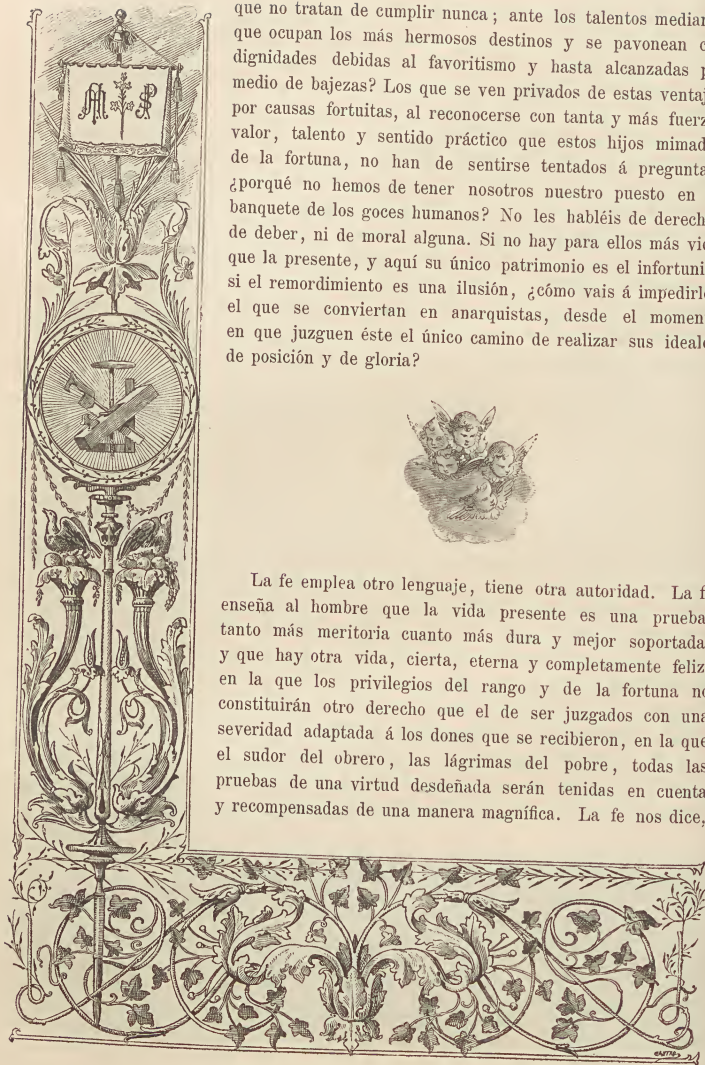 que no tratan de cumplir nunca; ante los talentos
que ocupan los más hermosos destinos y se pavonean
dignidades debidas al favoritismo y hasta alcanzadas
medio de bajezas? Los que se ven privados de estas
por causas fortuitas, al reconocerse con tanta y más
valor, talento y sentido práctico que estos hijos
de la fortuna, no han de sentirse tentados á
¿porqué no hemos de tener nosotros nuestro puesto en
banquete de los goces humanos? No les habléis de
de deber, ni de moral alguna. Si no hay para ellos más
que la presente, y aquí su único patrimonio es el
si el remordimiento es una ilusión, ¿cómo vais á
el que se conviertan en anarquistas, desde el
en que juzguen éste el único camino de realizar sus
de posición y de gloria?
La fe emplea otro lenguaje, tiene otra autoridad. La
enseña al hombre que la vida presente es una prueba
tanto más meritoria cuanto más dura y mejor soportada
y que hay otra vida, cierta, eterna y completamente feliz
en la que los privilegios del rango y de la fortuna no
constituirán otro derecho que el de ser juzgados con una
severidad adaptada á los dones que se recibieron, en la que
el sudor del obrero, las lágrimas del pobre, todas las
pruebas de una virtud desdeñada serán tenidas en cuenta
y recompensadas de una manera magnífica. La fe nos dice,